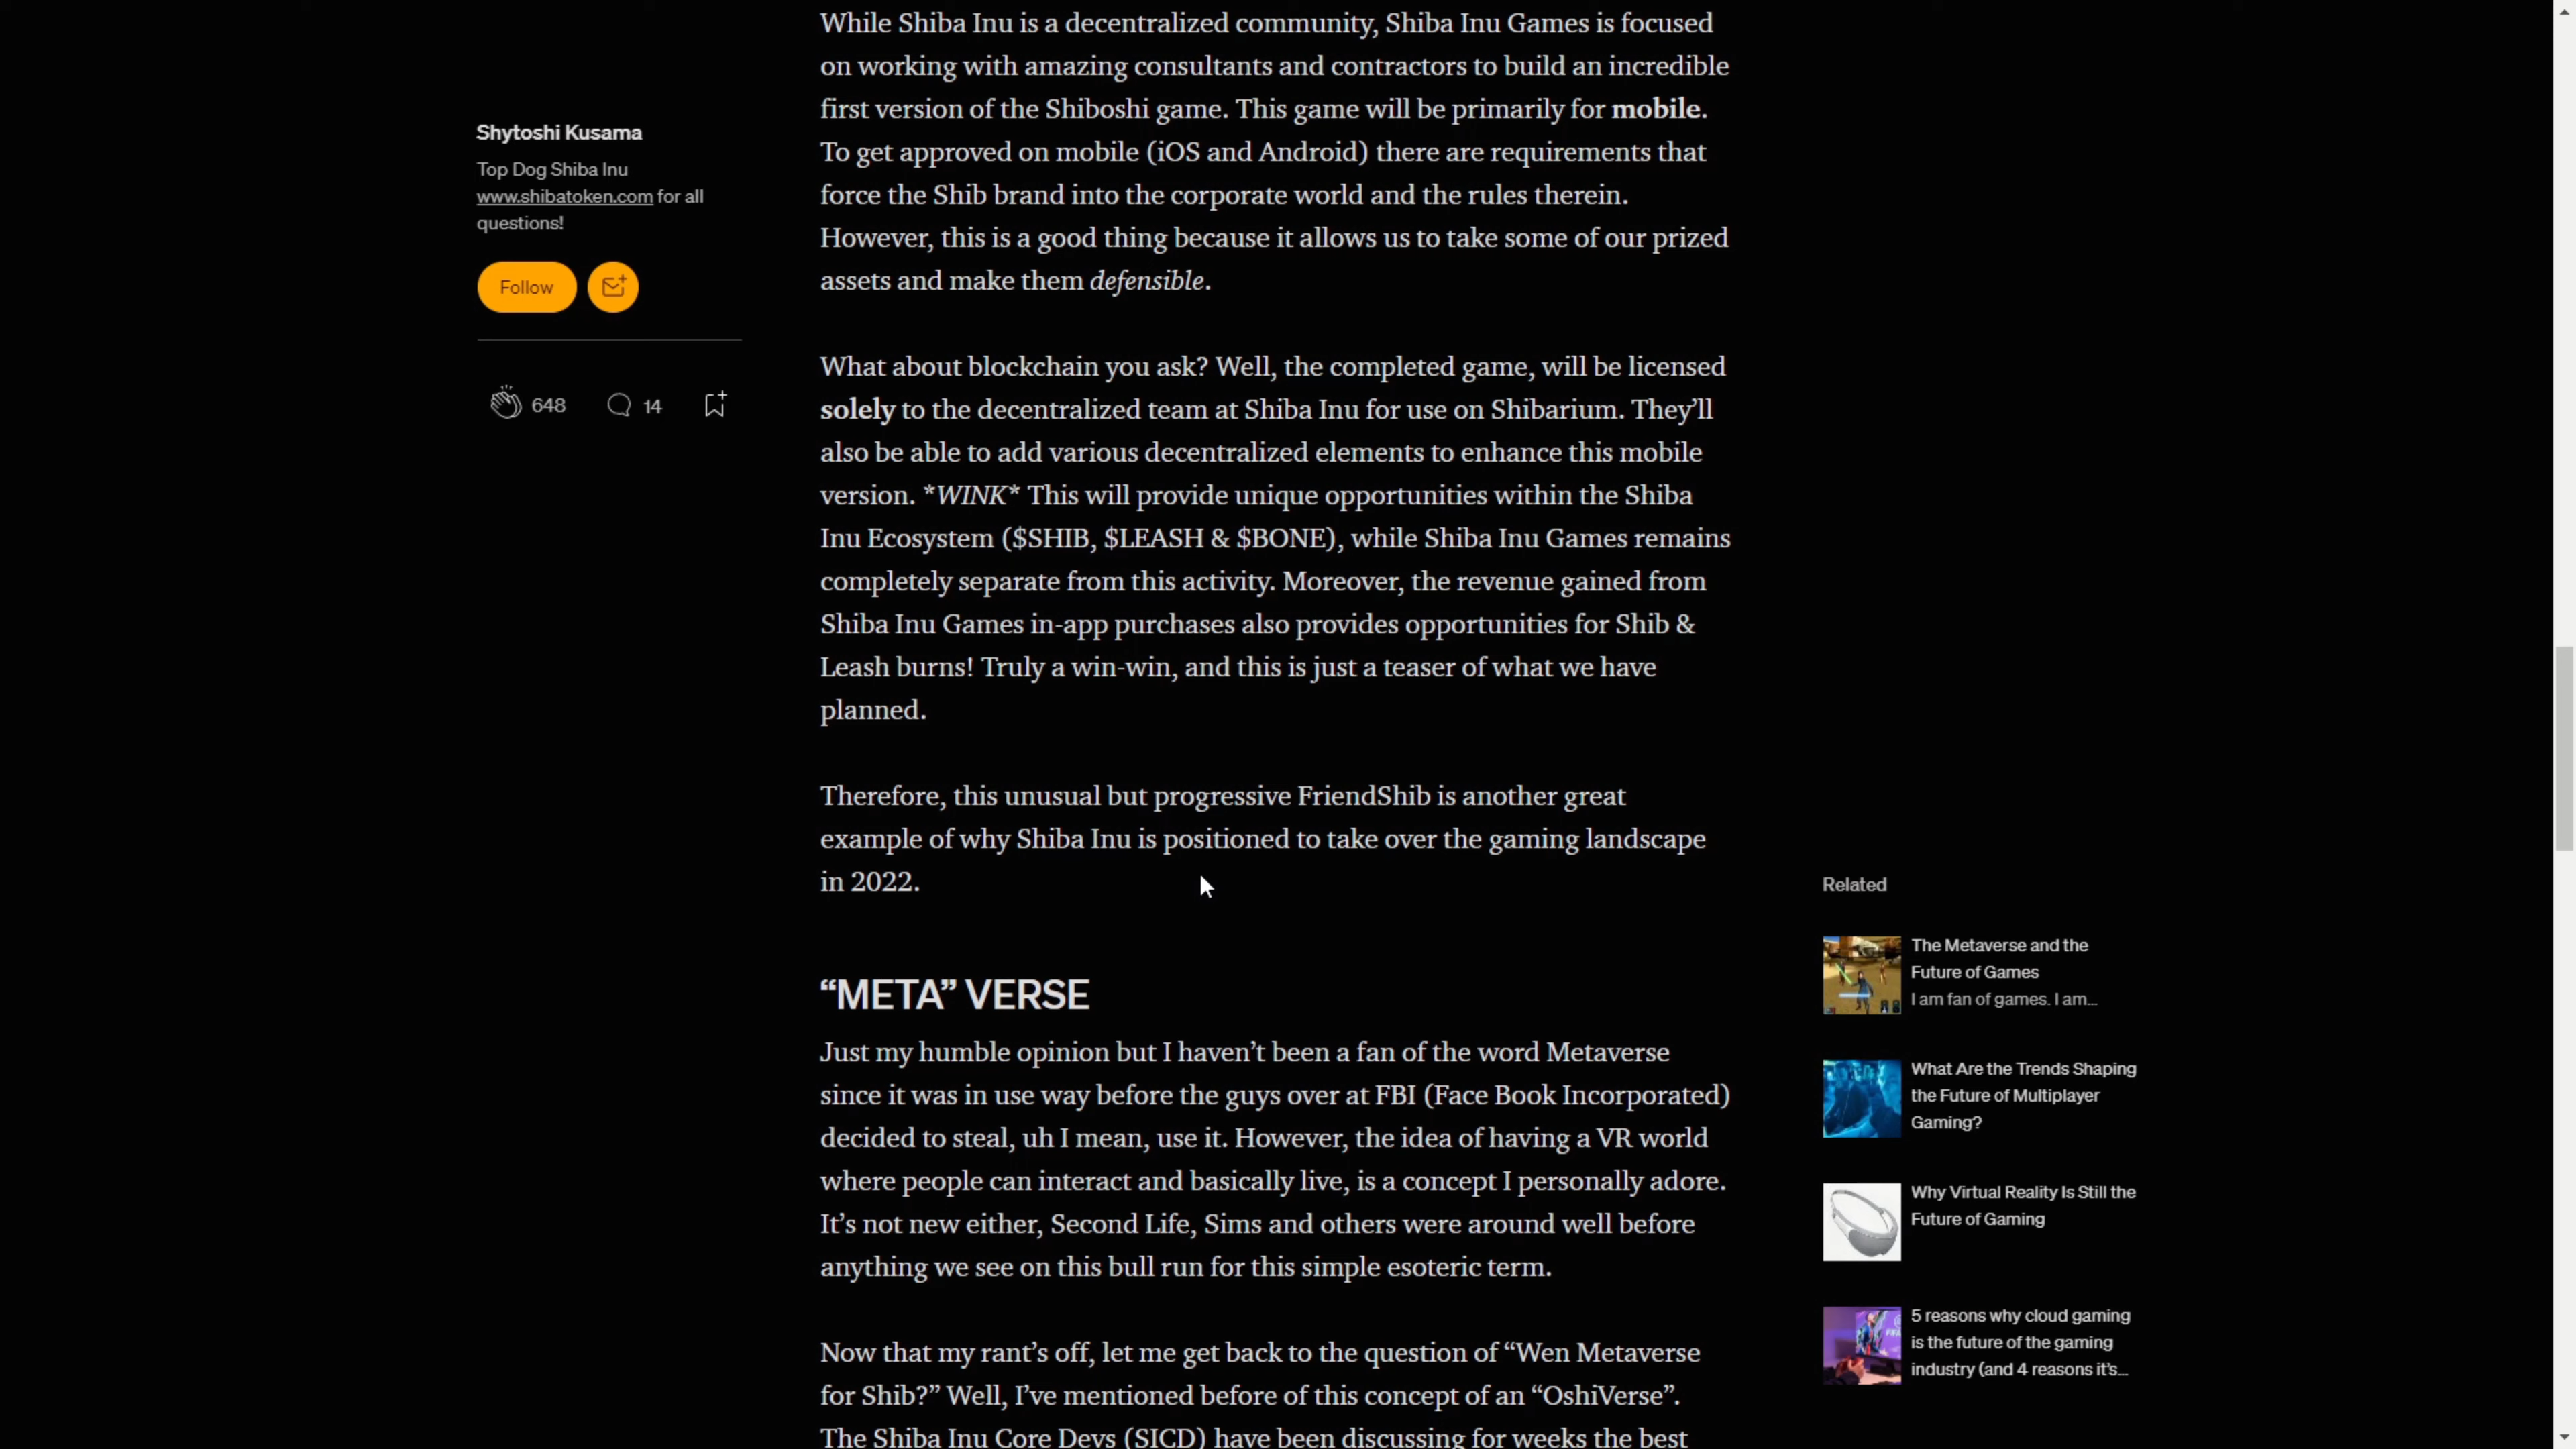 While Shiba Inu is a decentralized community, Shiba Inu Games is focused
on working with amazing consultants and contractors to build an incredible
first version of the Shiboshi game. This game will be primarily for mobile.
To get approved on mobile (iOS and Android) there are requirements that
force the Shib brand into the corporate world and the rules therein.
However, this is a good thing because it allows us to take some of our prized
assets and make them defensible.
Shytoshi Kusama
Top Dog Shiba Inu
www.shibatoken.com for all
questions!
Follow
648
14
What about blockchain you ask? Well, the completed game, will be licensed
solely to the decentralized team at Shiba Inu for use on Shibarium. They’ll
also be able to add various decentralized elements to enhance this mobile
version. *WINK* This will provide unique opportunities within the Shiba
Inu Ecosystem ($SHIB, $LEASH & $BONE), while Shiba Inu Games remains
completely separate from this activity. Moreover, the revenue gained from
Shiba Inu Games in-app purchases also provides opportunities for Shib &
Leash burns! Truly a win-win, and this is just a teaser of what we have
planned.
Therefore, this unusual but progressive FriendShib is another great
example of why Shiba Inu is positioned to take over the gaming landscape
in 2022.
“META” VERSE
Just my humble opinion but I haven’t been a fan of the word Metaverse
since it was in use way before the guys over at FBI (Face Book Incorporated)
decided to steal, uh I mean, use it. However, the idea of having a VR world
where people can interact and basically live, is a concept I personally adore.
It’s not new either, Second Life, Sims and others were around well before
anything we see on this bull run for this simple esoteric term.
Now that my rant’s off, let me get back to the question of “Wen Metaverse
for Shib?” Well, I’ve mentioned before of this concept of an “OshiVerse”.
The Shiba Inu Core Devs (SICD) have been discussing for weeks the best
Related
The Metaverse and the
Future of Games
I am fan of games. I am...
What Are the Trends Shaping
the Future of Multiplayer
Gaming?
Why Virtual Reality Is Still the
Future of Gaming
5 reasons why cloud gaming
is the future of the gaming
industry (and 4 reasons it’s...